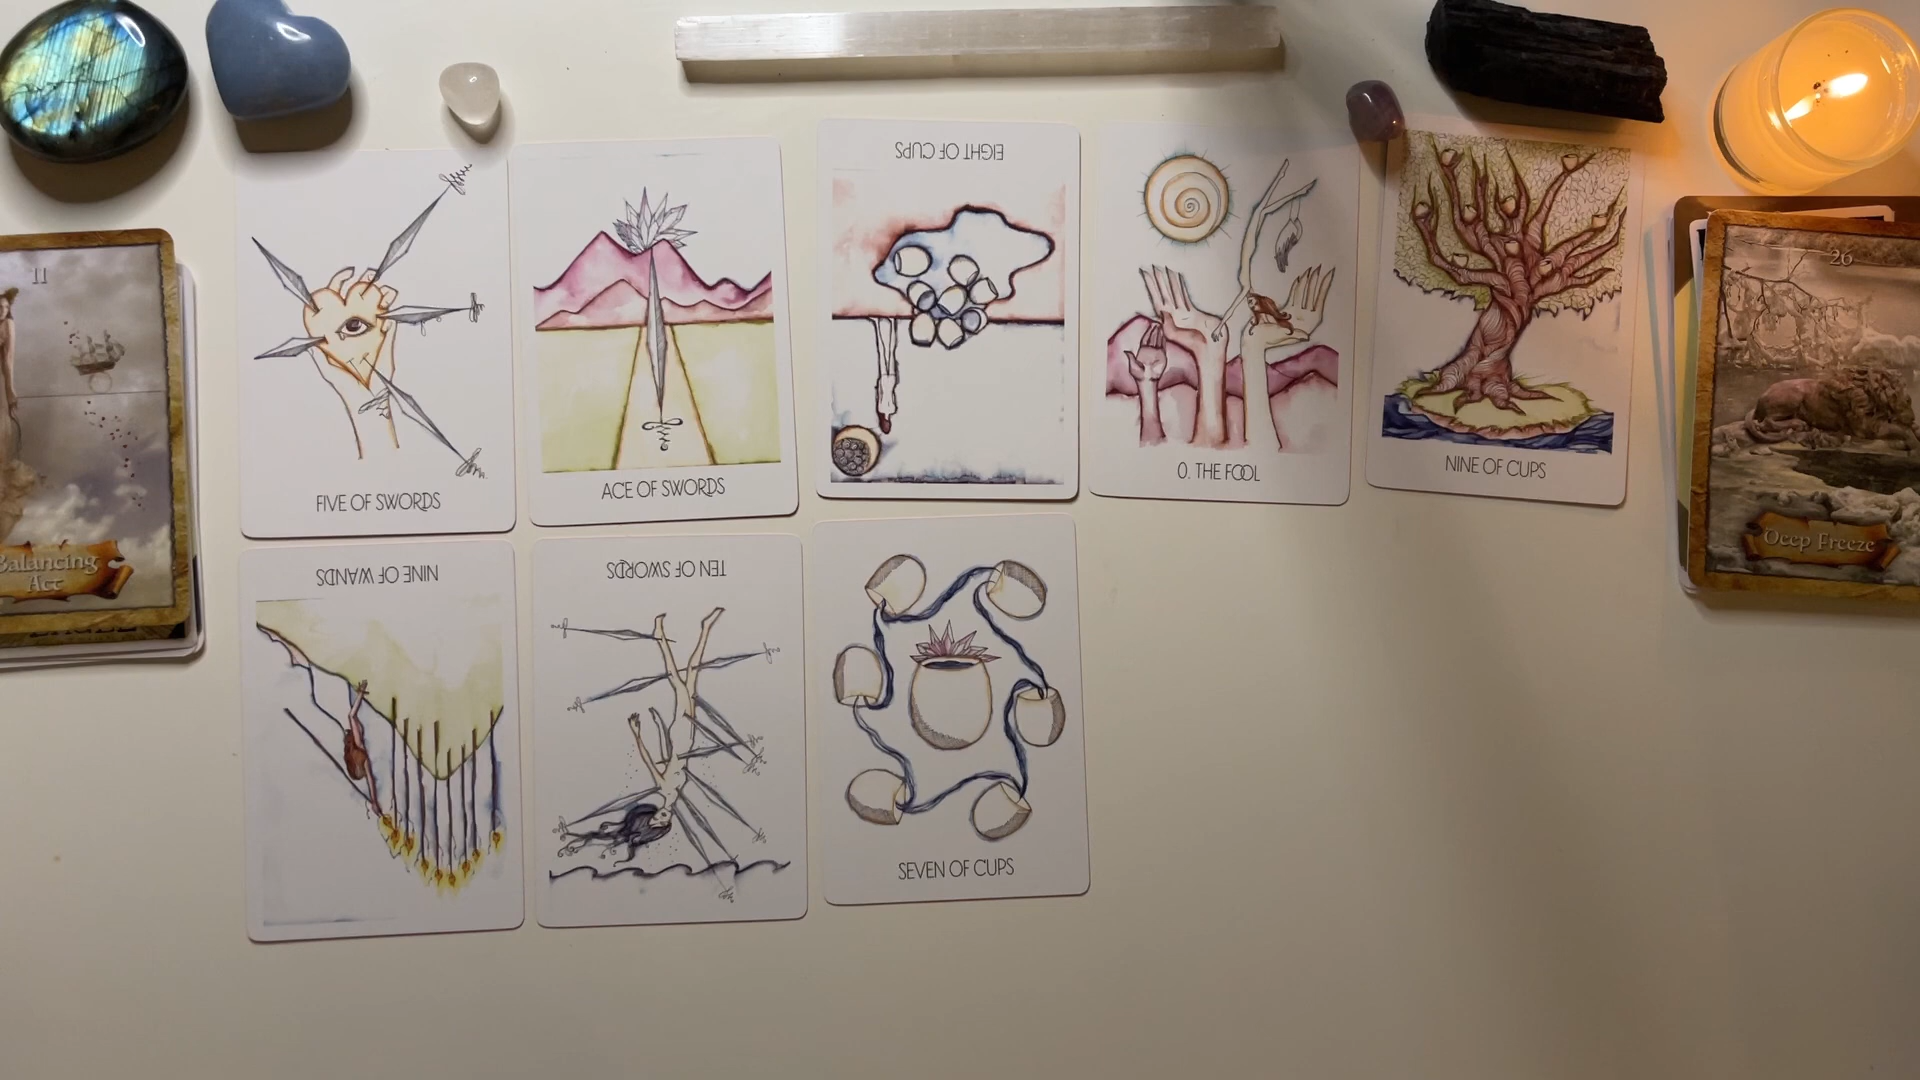 11
Balancing
Act
FIVE OF SWORDS
ACE OF SWORDS
EIGHT OF CUPS
0. THE FOOL
NINE OF CUPS
26
Deep Freeze
NINE OF WANDS
TEN OF SWORDS
SEVEN OF CUPS